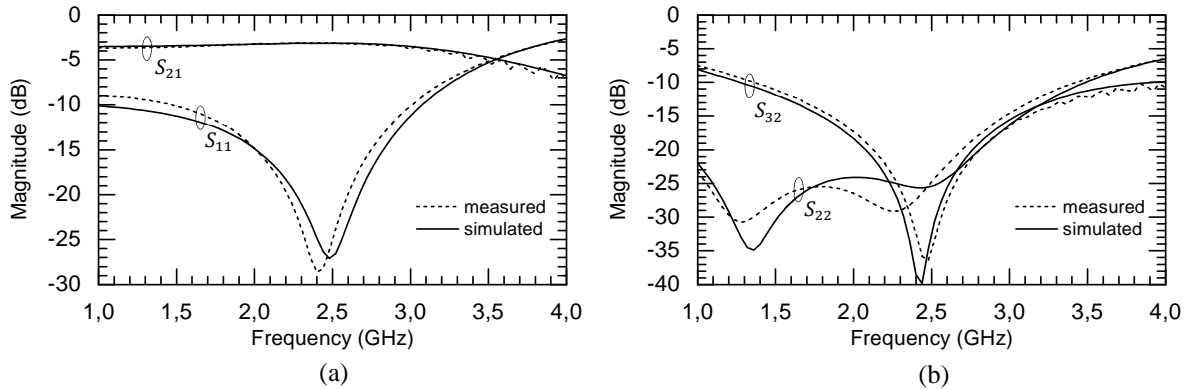 0
-5
-10
-15
-20
-25
-30
Magnitude (dB)
S21
S11
measured
simulated
1,0 1,5 2,0 2,5 3,0 3,5 4,0
Frequency (GHz)
(a)
0
-5
-10
-15
-20
-25
-30
-35
-40
Magnitude (dB)
S32
S22
measured
simulated
1,0 1,5 2,0 2,5 3,0 3,5 4,0
Frequency (GHz)
(b)